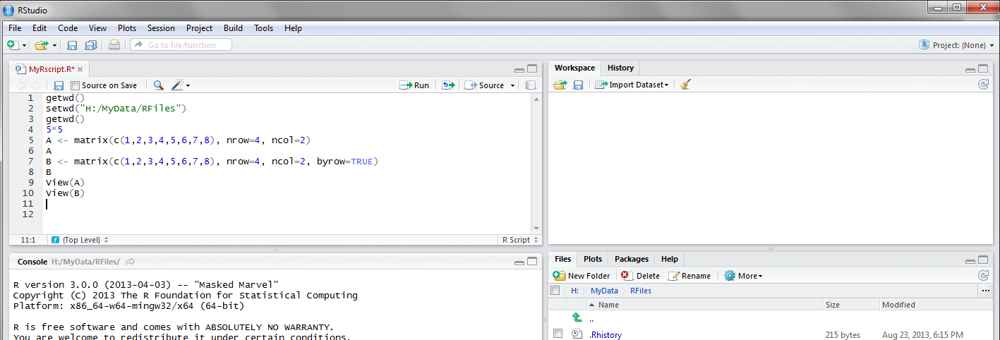 RStudio
File Edit Code View Plots Session Project Build Tools Help
Go to file/function Project: (None)
MyRscript.R*
Source on Save Run Source
1 getwd()
2 setwd("H:/MyData/RFiles")
3 getwd()
4 5*5
5 A <- matrix(c(1,2,3,4,5,6,7,8), nrow=4, ncol=2)
6 A
7 B <- matrix(c(1,2,3,4,5,6,7,8), nrow=4, ncol=2, byrow=TRUE)
8 B
9 View(A)
10 View(B)
11
12
11:1 (Top Level) R Script
Console H:/MyData/RFiles/
R version 3.0.0 (2013-04-03) -- "Masked Marvel"
Copyright (C) 2013 The R Foundation for Statistical Computing
Platform: x86_64-w64-mingw32/x64 (64-bit)
R is free software and comes with ABSOLUTELY NO WARRANTY.
You are welcome to redistribute it under certain conditions.
Workspace History
Import Dataset
Files Plots Packages Help
New Folder Delete Rename More
H: MyData RFiles ...
Name Size Modified
..
.Rhistory 215 bytes Aug 23, 2013, 6:15 PM